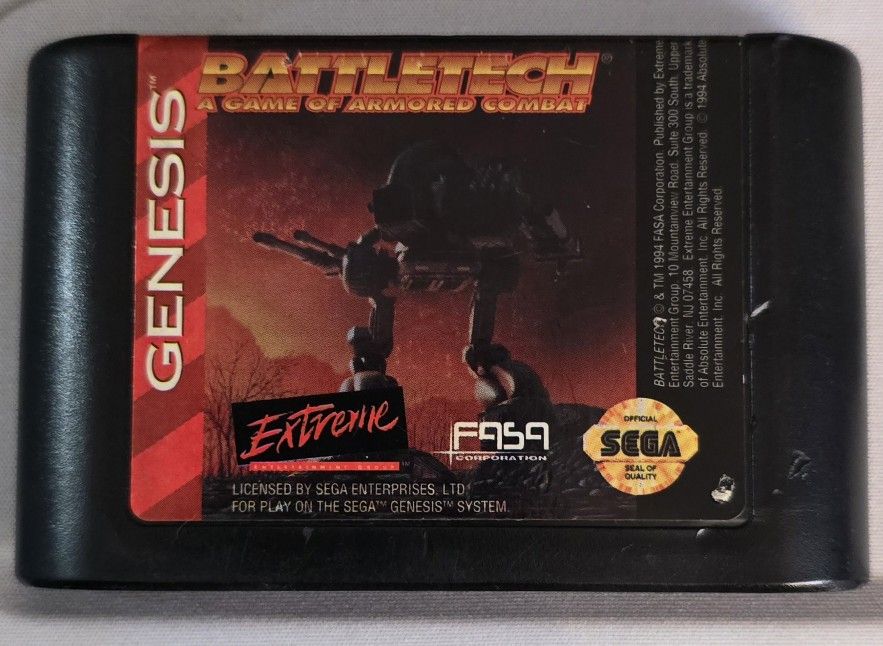 GENESIS™
BATTLETECH®
A GAME OF ARMORED COMBAT
Extreme
ENTERTAINMENT GROUP™
FASA
CORPORATION
LICENSED BY SEGA ENTERPRISES, LTD
FOR PLAY ON THE SEGA™ GENESIS™ SYSTEM.
OFFICIAL
SEGA
SEAL OF
QUALITY
BATTLETECH © & TM 1994 FASA Corporation. Published by Extreme
Entertainment Group, 10 Mountainview Road, Suite 300 South, Upper
Saddle River, NJ 07458. Extreme Entertainment Group is a trademark
of Absolute Entertainment, Inc. All Rights Reserved. © 1994 Absolute
Entertainment, Inc. All Rights Reserved.